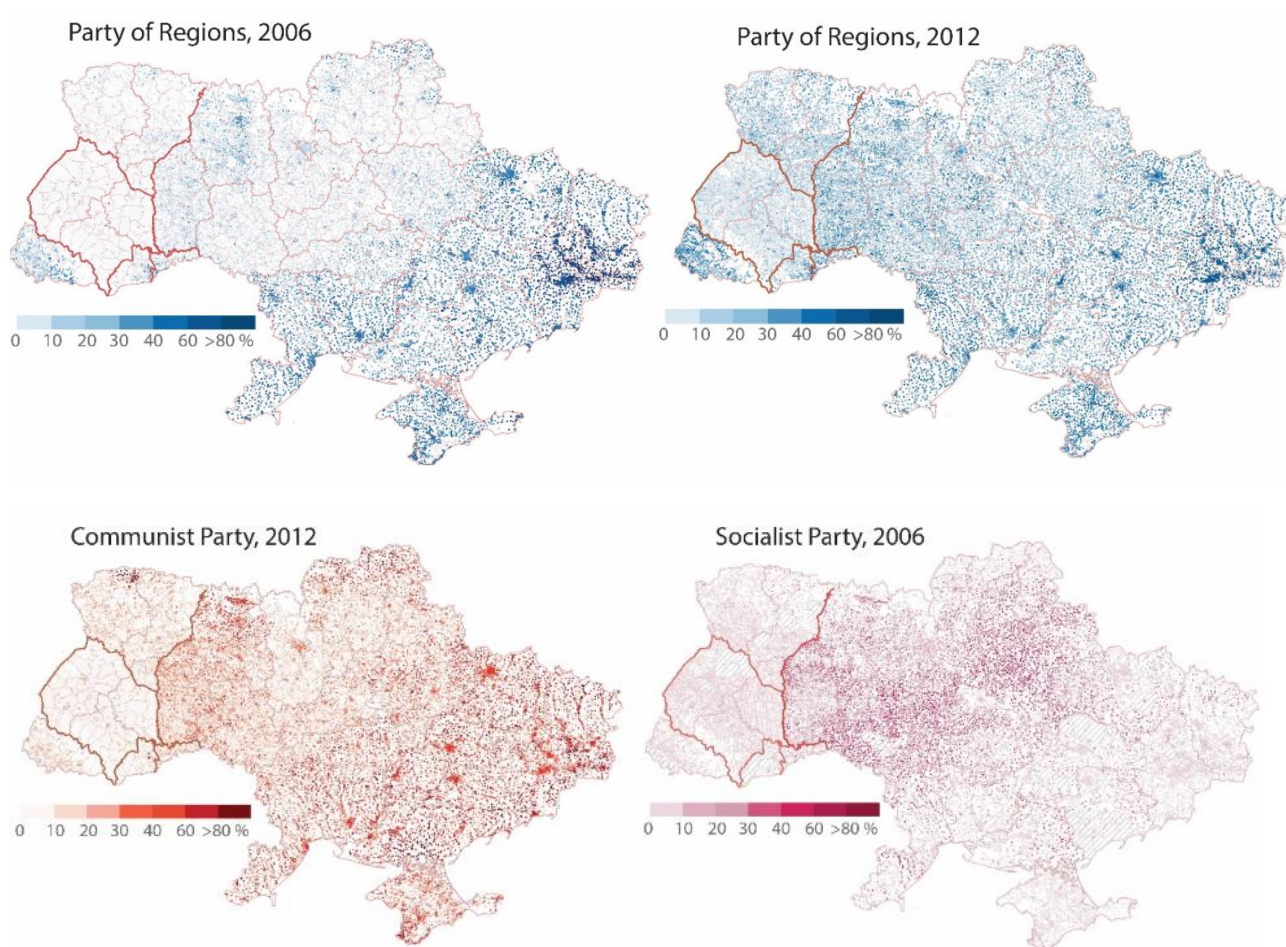 Party of Regions, 2006
Party of Regions, 2012
0 10 20 30 40 60 >80 %
0 10 20 30 40 60 >80 %
Communist Party, 2012
Socialist Party, 2006
0 10 20 30 40 60 >80 %
0 10 20 30 40 60 >80 %